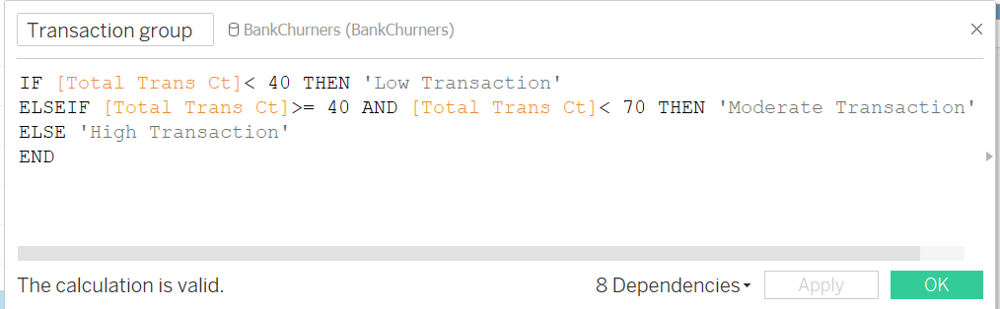 Transaction group BankChurners (BankChurners)
IF [Total Trans Ct]< 40 THEN 'Low Transaction'
ELSEIF [Total Trans Ct]>= 40 AND [Total Trans Ct]< 70 THEN 'Moderate Transaction'
ELSE 'High Transaction'
END
The calculation is valid. 8 Dependencies Apply OK